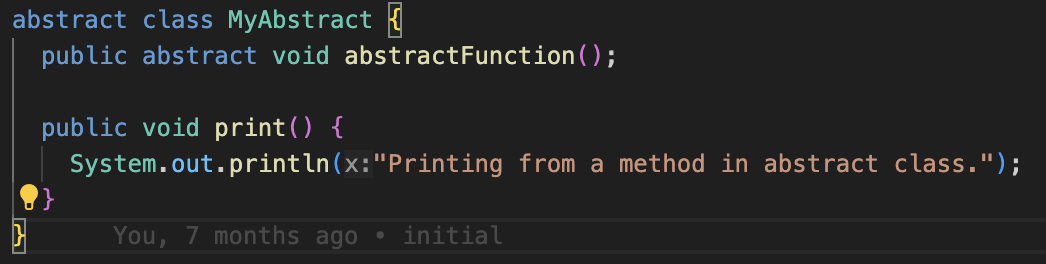 abstract class MyAbstract {
  public abstract void abstractFunction();

  public void print() {
    System.out.println(x:"Printing from a method in abstract class.");
  }
}     You, 7 months ago • initial